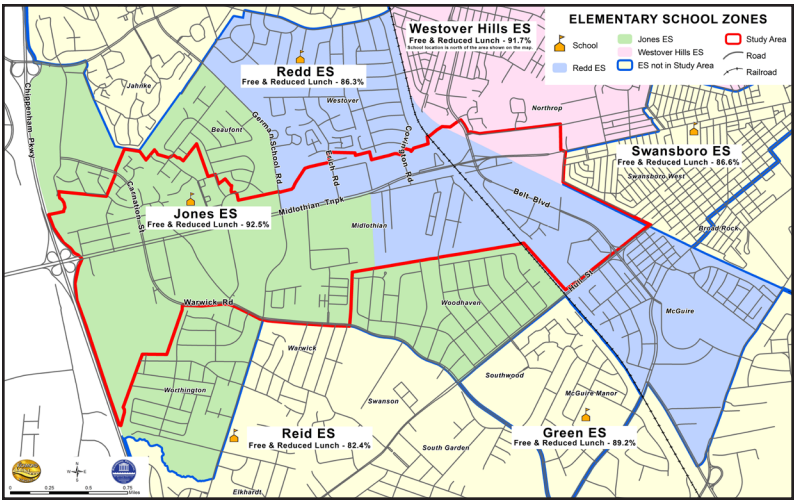 ELEMENTARY SCHOOL ZONES
School
Jones ES
Westover Hills ES
Redd ES
ES not in Study Area
Study Area
Road
Railroad
Westover Hills ES
Free & Reduced Lunch - 91.7%
School location is north of the area shown on the map.
Redd ES
Free & Reduced Lunch - 86.3%
Jahnke
Westover
Northrop
Chippenham Pkwy
Beaufont
German School Rd
Erich Rd
Covington Rd
Swansboro ES
Free & Reduced Lunch - 86.6%
Swansboro West
Carnation St
Jones ES
Free & Reduced Lunch - 92.5%
Midlothian Tnpk
Midlothian
Belt Blvd
Broad Rock
Hull St
Warwick Rd
Woodhaven
McGuire
Warwick
Worthington
Southwood
Swanson
McGuire Manor
Reid ES
Free & Reduced Lunch - 82.4%
South Garden
Green ES
Free & Reduced Lunch - 89.2%
Elkhardt
N
W
E
S
0
0.25
0.5
0.75
Miles